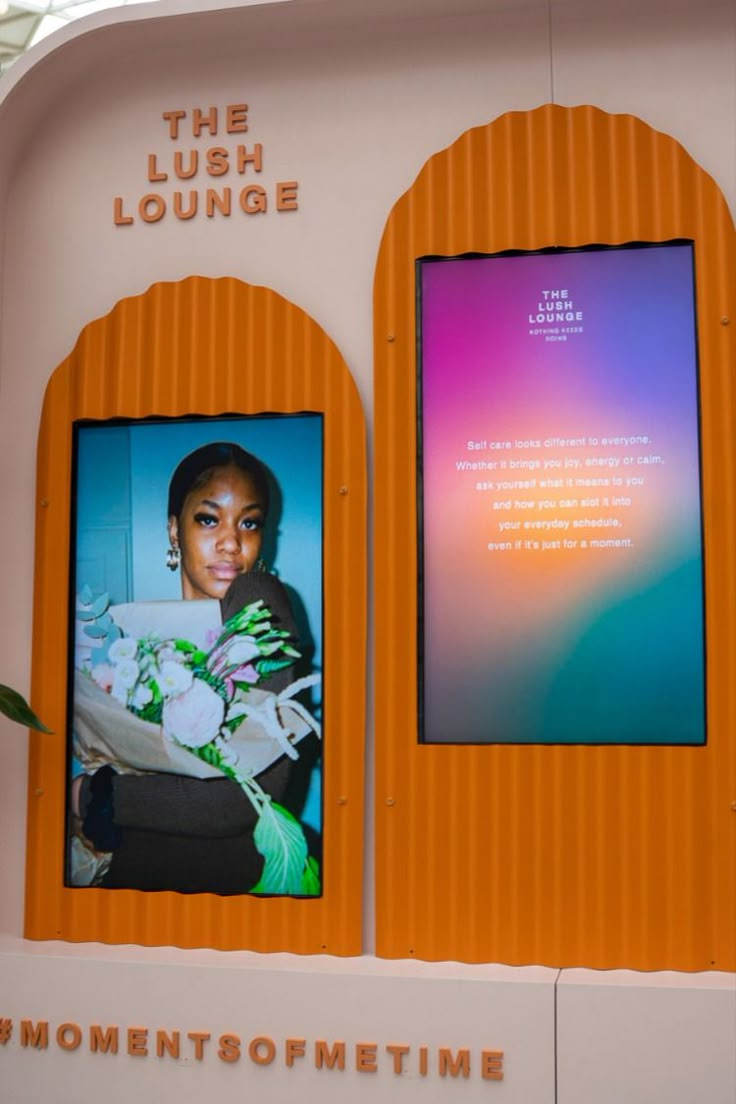 THE
LUSH
LOUNGE
THE
LUSH
LOUNGE
NOTHING KEEPS
DOING
Self care looks different to everyone.
Whether it brings you joy, energy or calm,
ask yourself what it means to you
and how you can slot it into
your everyday schedule,
even if it's just for a moment.
#MOMENTSOFMETIME